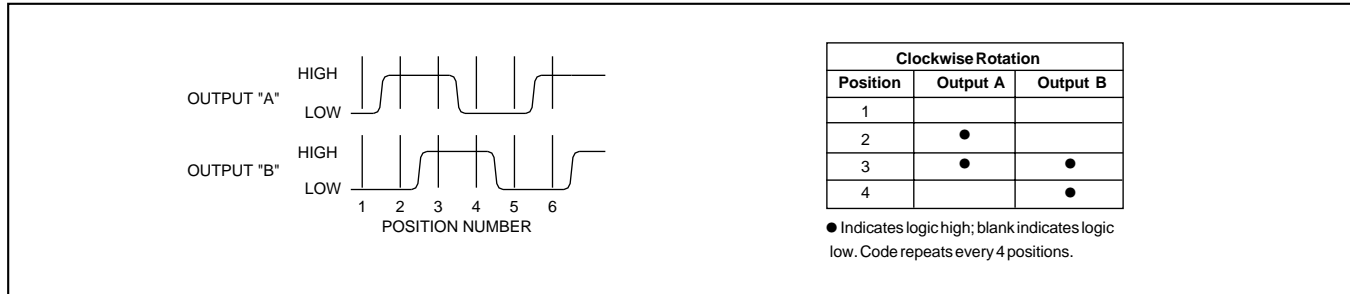 HIGH
OUTPUT "A"
LOW
HIGH
OUTPUT "B"
LOW
1 2 3 4 5 6
POSITION NUMBER
Clockwise Rotation
Position Output A Output B
1
2 ●
3 ● ●
4 ●
● Indicates logic high; blank indicates logic
low. Code repeats every 4 positions.